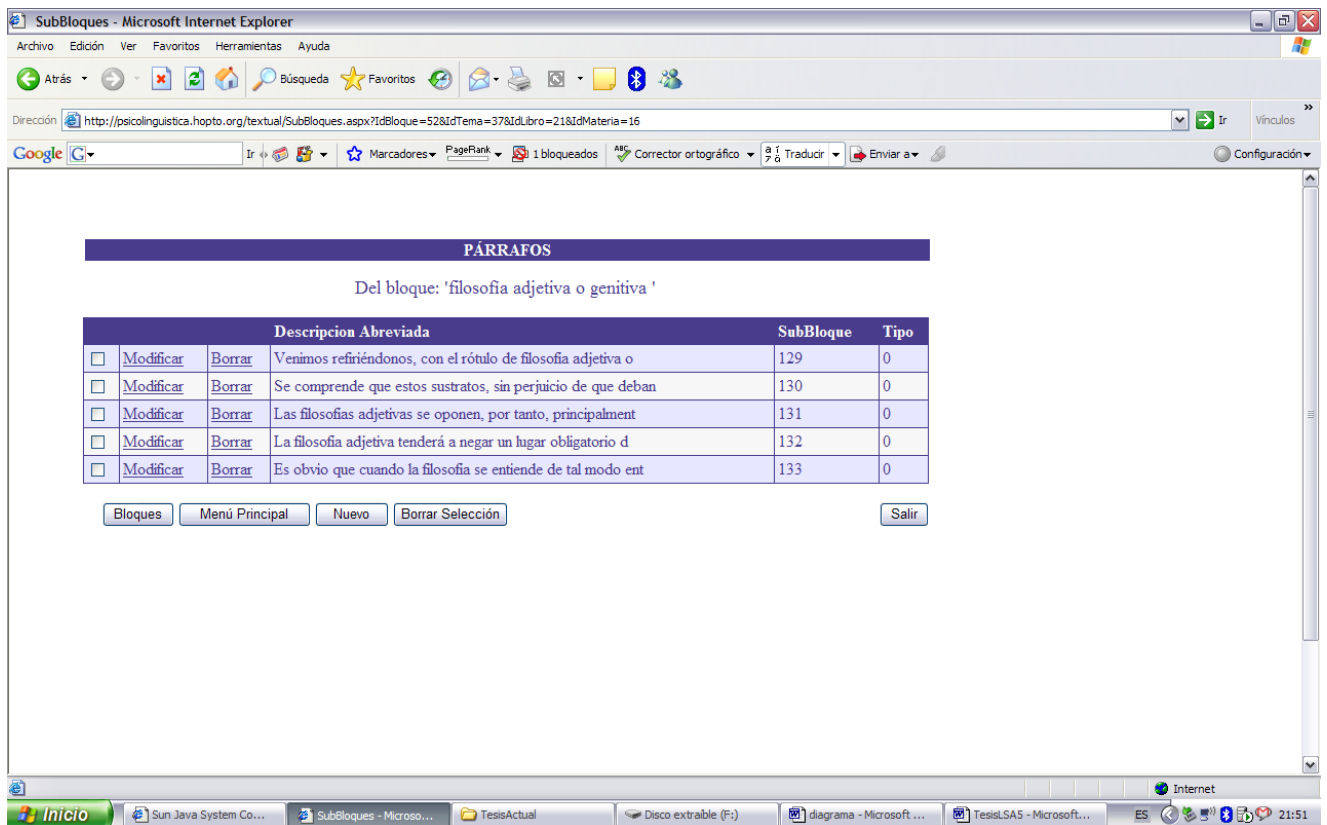 SubBloques - Microsoft Internet Explorer
Archivo Edición Ver Favoritos Herramientas Ayuda
Atrás Búsqueda Favoritos
Dirección http://psicolinguistica.hopto.org/textual/SubBloques.aspx?IdBloque=52&IdTema=37&IdLibro=21&IdMateria=16 Ir Vínculos »
Google G Ir Marcadores PageRank 1 bloqueados ABC Corrector ortográfico Traducir Enviar a Configuración
PÁRRAFOS
Del bloque: 'filosofía adjetiva o genitiva '
Descripcion Abreviada SubBloque Tipo
Modificar Borrar Venimos refiriéndonos, con el rótulo de filosofía adjetiva o 129 0
Modificar Borrar Se comprende que estos sustratos, sin perjuicio de que deban 130 0
Modificar Borrar Las filosofías adjetivas se oponen, por tanto, principalment 131 0
Modificar Borrar La filosofía adjetiva tenderá a negar un lugar obligatorio d 132 0
Modificar Borrar Es obvio que cuando la filosofía se entiende de tal modo ent 133 0
Bloques Menú Principal Nuevo Borrar Selección Salir
Internet
Inicio Sun Java System Co... SubBloques - Microso... TesisActual Disco extraíble (F:) diagrama - Microsoft ... TesisLSA5 - Microsoft... ES 21:51